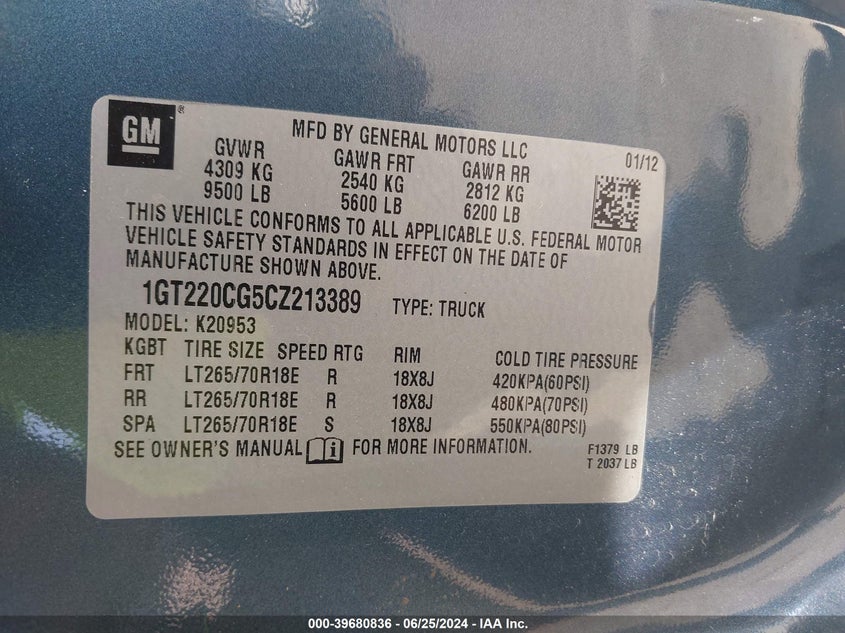 GM ®
MFD BY GENERAL MOTORS LLC
01/12
GVWR GAWR FRT GAWR RR
4309 KG 2540 KG 2812 KG
9500 LB 5600 LB 6200 LB
THIS VEHICLE CONFORMS TO ALL APPLICABLE U.S. FEDERAL MOTOR
VEHICLE SAFETY STANDARDS IN EFFECT ON THE DATE OF
MANUFACTURE SHOWN ABOVE.
1GT220CG5CZ213389 TYPE: TRUCK
MODEL: K20953
KGBT TIRE SIZE SPEED RTG RIM COLD TIRE PRESSURE
FRT LT265/70R18E R 18X8J 420KPA(60PSI)
RR LT265/70R18E R 18X8J 480KPA(70PSI)
SPA LT265/70R18E S 18X8J 550KPA(80PSI)
SEE OWNER'S MANUAL i FOR MORE INFORMATION.
F1379 LB
T 2037 LB
000-39680836 - 06/25/2024 - IAA Inc.